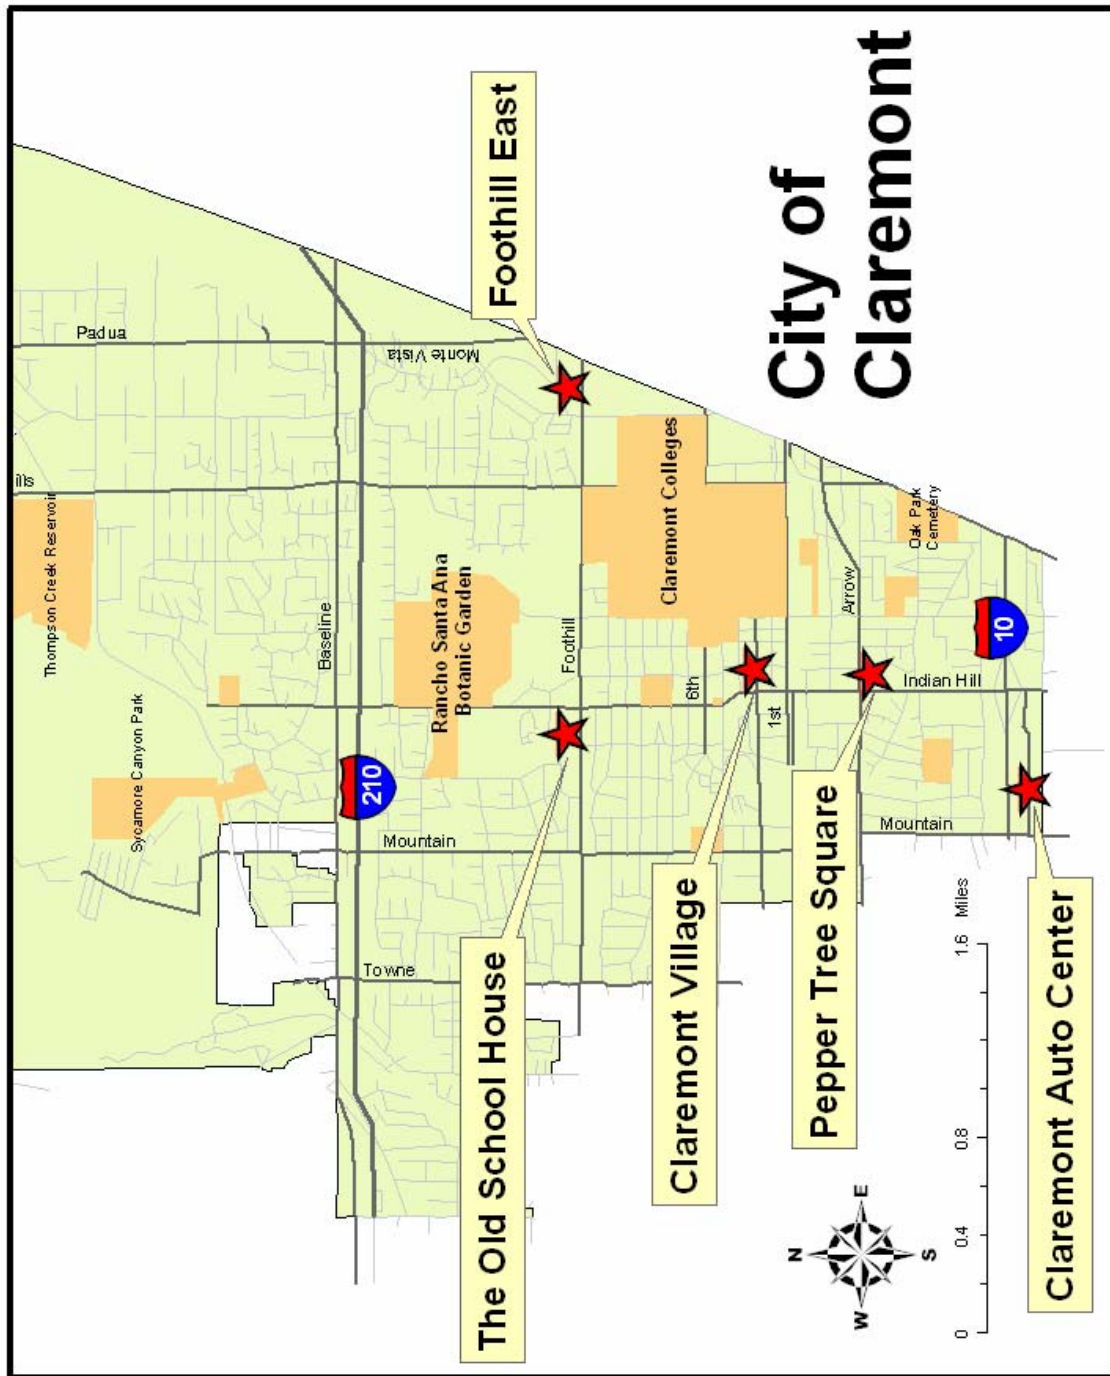 Padua
ills
Thompson Creek Reservoir
Sycamore Canyon Park
Baseline
210
Monte Vista
Mountain
Towne
Rancho Santa Ana
Botanic Garden
Foothill East
Foothill
The Old School House
Claremont Colleges
6th
Claremont Village
1st
City of
Claremont
Arrow
Pepper Tree Square
Oak Park
Cemetery
Indian Hill
Mountain
10
Claremont Auto Center
N
W
E
S
0
0.4
0.8
1.6
Miles